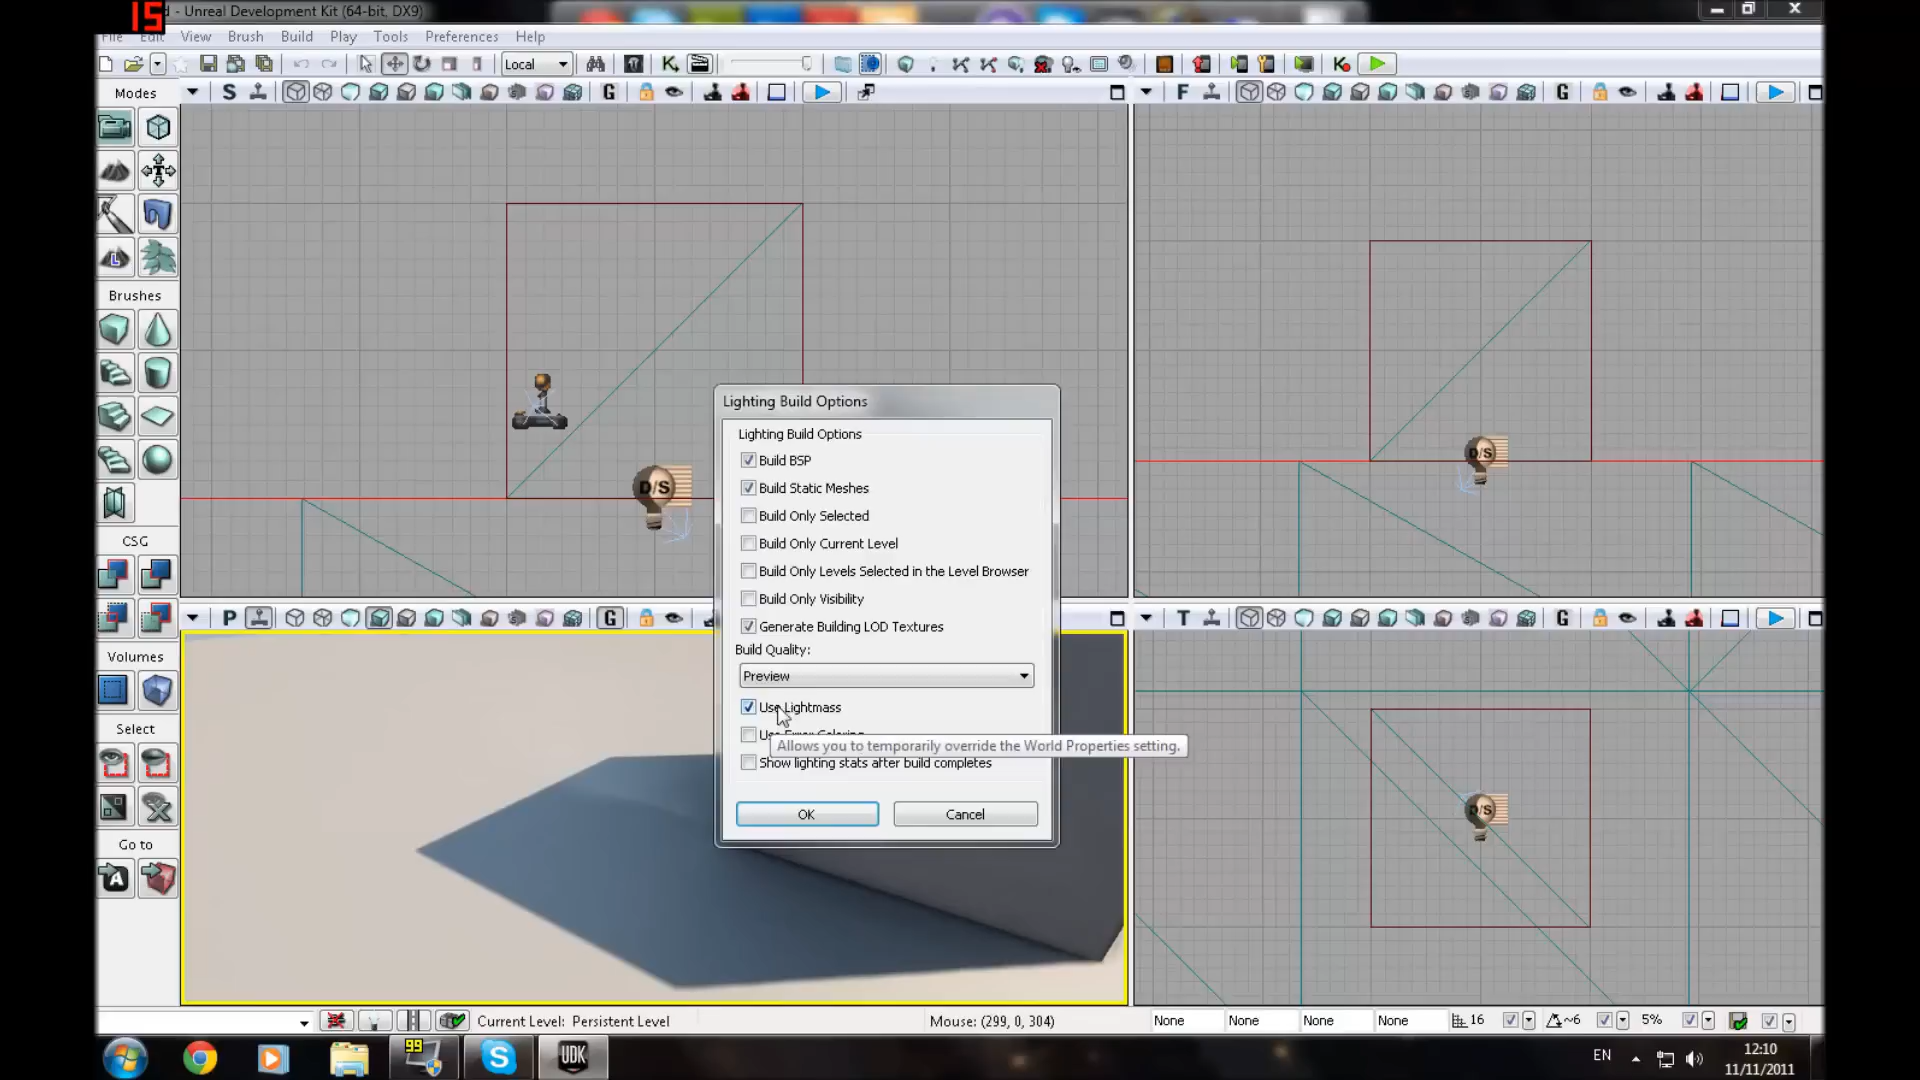 15
d - Unreal Development Kit (64-bit, DX9)
File Edit View Brush Build Play Tools Preferences Help
Local
Modes
S
G
F
G
Brushes
CSG
Volumes
Select
Go to
A
D/S
D/S
D/S
P
G
T
G
Lighting Build Options
Lighting Build Options
Build BSP
Build Static Meshes
Build Only Selected
Build Only Current Level
Build Only Levels Selected in the Level Browser
Build Only Visibility
Generate Building LOD Textures
Build Quality:
Preview
Use Lightmass
Allows you to temporarily override the World Properties setting.
Show lighting stats after build completes
OK Cancel
Current Level: Persistent Level
Mouse: (299, 0, 304)
None None None None 16 ~6 5%
99
UDK
EN
12:10
11/11/2011